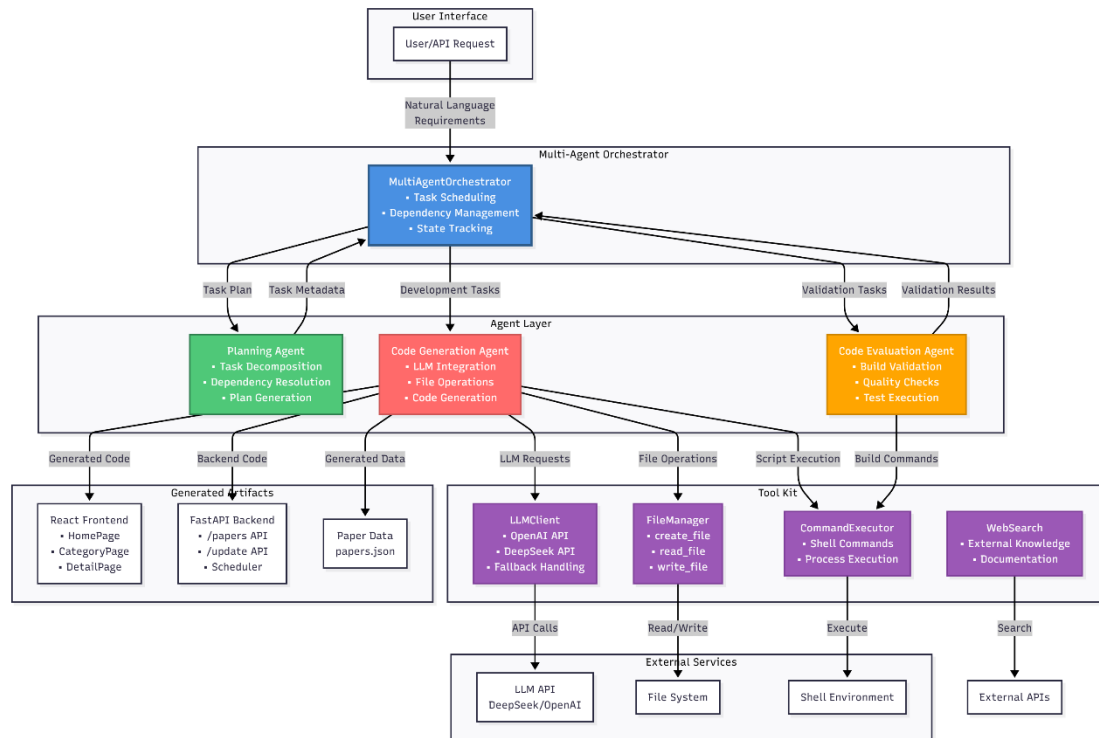 User Interface
User/API Request
Natural Language
Requirements
Multi-Agent Orchestrator
MultiAgentOrchestrator
• Task Scheduling
• Dependency Management
• State Tracking
Task Plan
Task Metadata
Development Tasks
Validation Tasks
Validation Results
Agent Layer
Planning Agent
• Task Decomposition
• Dependency Resolution
• Plan Generation
Code Generation Agent
• LLM Integration
• File Operations
• Code Generation
Code Evaluation Agent
• Build Validation
• Quality Checks
• Test Execution
Generated Code
Backend Code
Generated Data
LLM Requests
File Operations
Script Execution
Build Commands
Generated Artifacts
React Frontend
• HomePage
• CategoryPage
• DetailPage
FastAPI Backend
• /papers API
• /update API
• Scheduler
Paper Data
papers.json
Tool Kit
LLMClient
• OpenAI API
• DeepSeek API
• Fallback Handling
FileManager
• create_file
• read_file
• write_file
CommandExecutor
• Shell Commands
• Process Execution
WebSearch
• External Knowledge
• Documentation
API Calls
Read/Write
Execute
Search
External Services
LLM API
DeepSeek/OpenAI
File System
Shell Environment
External APIs